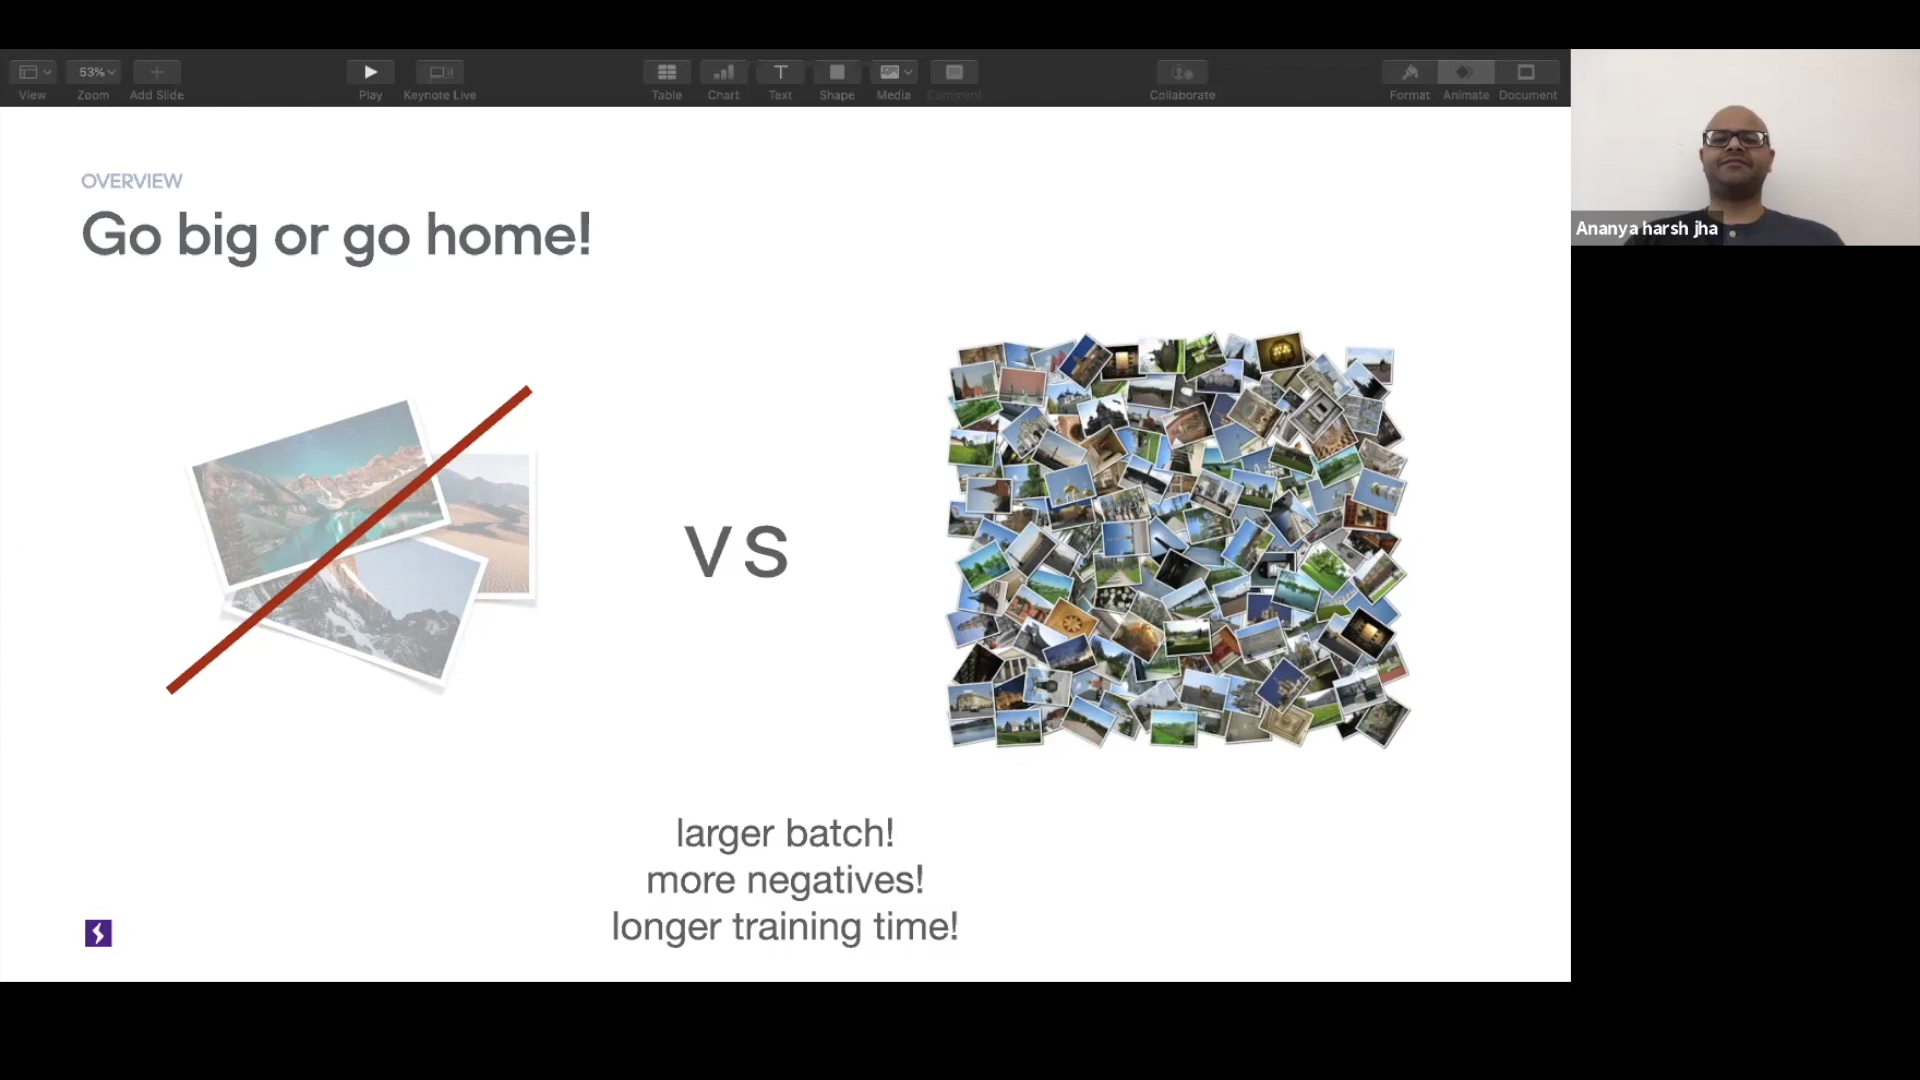 53%
View
Zoom
Add Slide
Play
Keynote Live
Table
Chart
Text
Shape
Media
Comment
Collaborate
Format
Animate
Document
OVERVIEW
Go big or go home!
vs
larger batch!
more negatives!
longer training time!
Ananya harsh jha